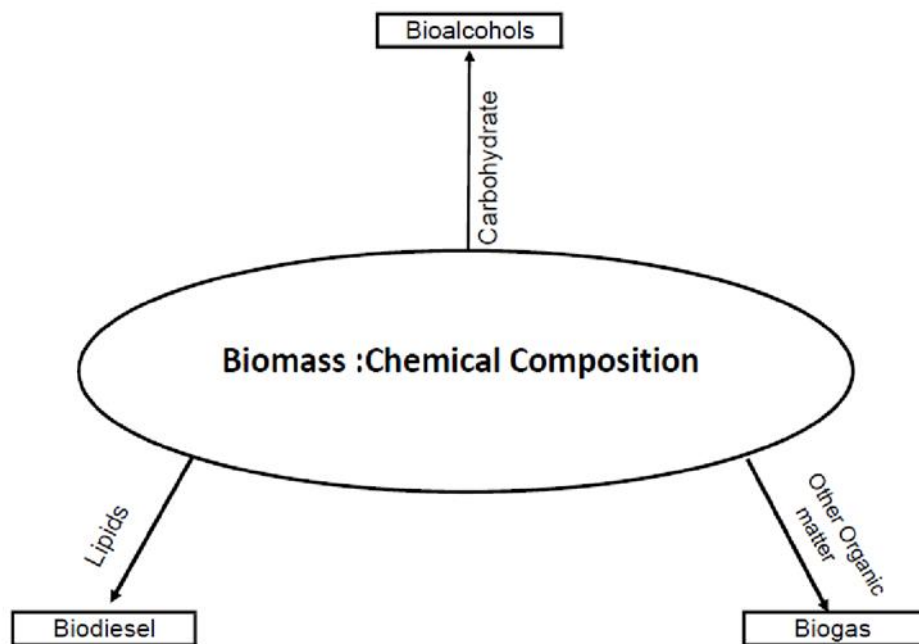 Bioalcohols
Carbohydrate
Biomass :Chemical Composition
Lipids
Other Organic
matter
Biodiesel
Biogas